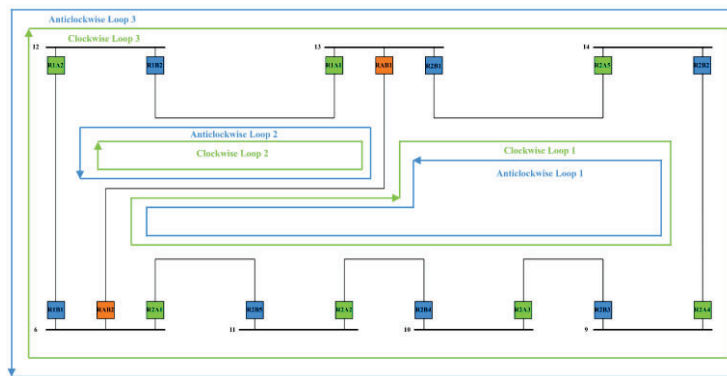 Anticlockwise Loop 3
Clockwise Loop 3
12 13 14
R1A2 R1B2 R1A1 RAB1 R2B1 R2A5 R2B2
Anticlockwise Loop 2
Clockwise Loop 1
Clockwise Loop 2
Anticlockwise Loop 1
R1B1 RAB2 R2A1 R2B5 R2A2 R2B4 R2A3 R2B3 R2A4
6 11 10 9